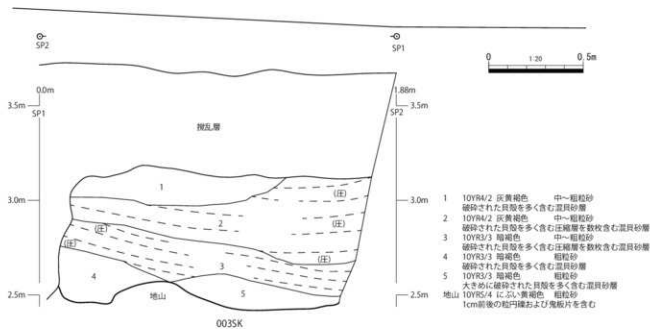 SP2
SP1
0
1:20
0.5m
0.0m
1.88m
3.5m
3.5m
SP1
SP2
撹乱層
3.0m
3.0m
1
(圧)
2
(圧)
(圧)
(圧)
3
(圧)
4
5
地山
2.5m
2.5m
003SK
1 10YR4/2 灰黄褐色 中～粗粒砂
破砕された貝殻を多く含む混貝砂層
2 10YR4/2 灰黄褐色 中～粗粒砂
破砕された貝殻を多く含む圧縮層を数枚含む混貝砂層
3 10YR3/3 暗褐色 中～粗粒砂
破砕された貝殻を多く含む圧縮層を数枚含む混貝砂層
4 10YR3/3 暗褐色 粗粒砂
破砕された貝殻を多く含む混貝砂層
5 10YR3/3 暗褐色 粗粒砂
大きめに破砕された貝殻を多く含む混貝砂層
地山 10YR5/4 にぶい黄褐色 粗粒砂
1cm前後の粒円礫および鬼板片を含む